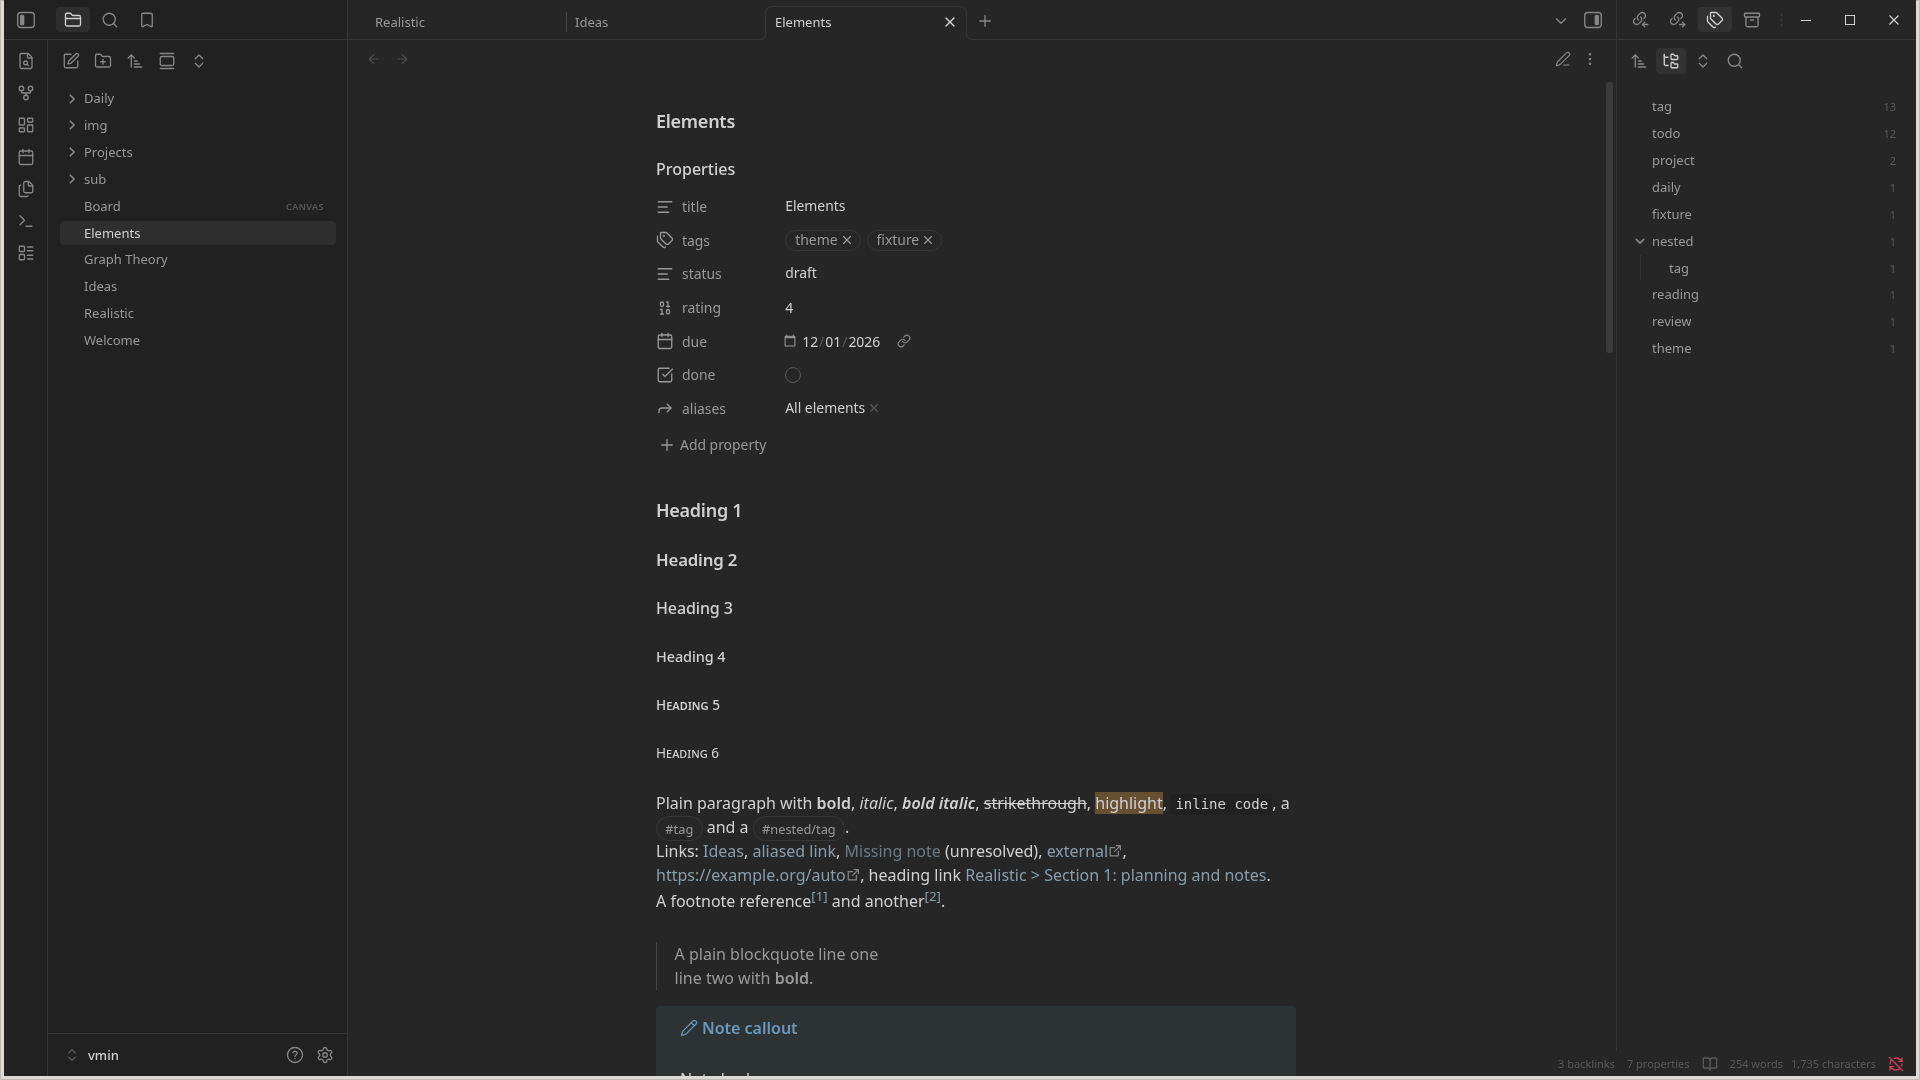 Realistic
Ideas
Elements
Daily
img
Projects
sub
Board CANVAS
Elements
Graph Theory
Ideas
Realistic
Welcome
vmin
Elements
Properties
title Elements
tags theme fixture
status draft
rating 4
due 12/01/2026
done
aliases All elements
Add property
Heading 1
Heading 2
Heading 3
Heading 4
HEADING 5
HEADING 6
Plain paragraph with bold, italic, bold italic, strikethrough, highlight, inline code, a
#tag and a #nested/tag.
Links: Ideas, aliased link, Missing note (unresolved), external,
https://example.org/auto, heading link Realistic > Section 1: planning and notes.
A footnote reference[1] and another[2].
A plain blockquote line one
line two with bold.
Note callout
tag 13
todo 12
project 2
daily 1
fixture 1
nested 1
tag 1
reading 1
review 1
theme 1
3 backlinks 7 properties 254 words 1,735 characters